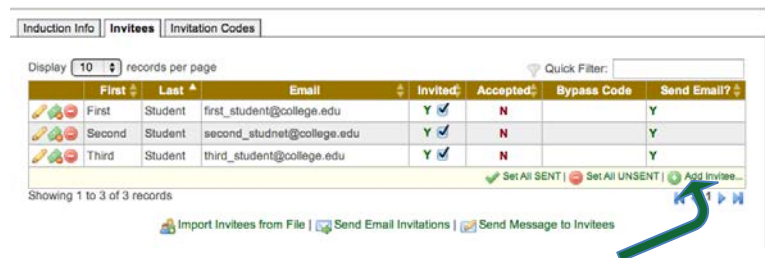 Induction Info Invitees Invitation Codes
Display 10 records per page Quick Filter:
First Last Email Invited Accepted Bypass Code Send Email?
First Student first_student@college.edu Y N Y
Second Student second_studnet@college.edu Y N Y
Third Student third_student@college.edu Y N Y
Set All SENT | Set All UNSENT | Add Invitee...
Showing 1 to 3 of 3 records 1
Import Invitees from File | Send Email Invitations | Send Message to Invitees